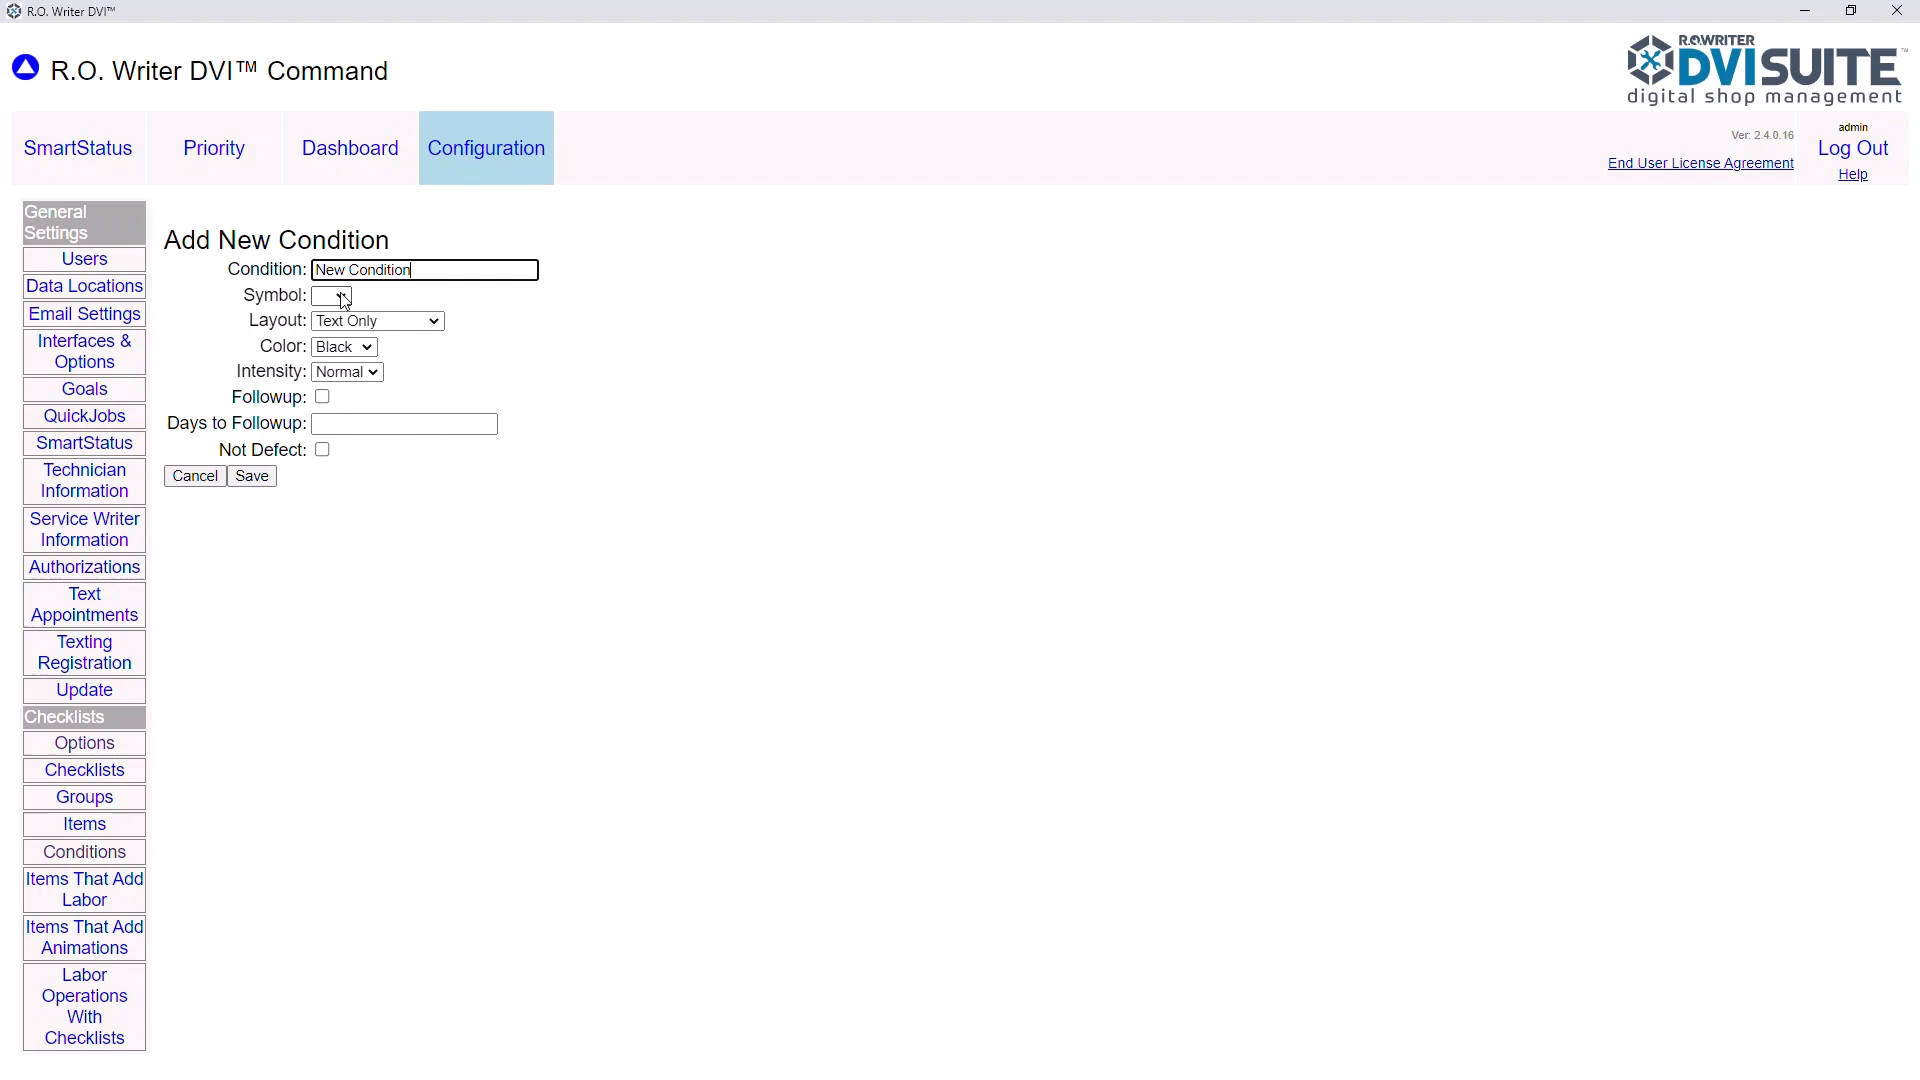 R.O. Writer DVI™
R.O. Writer DVI™ Command
R.O.WRITER
DVISUITE™
digital shop management
SmartStatus
Priority
Dashboard
Configuration
Ver: 2.4.0.16
End User License Agreement
admin
Log Out
Help
General
Settings
Users
Data Locations
Email Settings
Interfaces &
Options
Goals
QuickJobs
SmartStatus
Technician
Information
Service Writer
Information
Authorizations
Text
Appointments
Texting
Registration
Update
Checklists
Options
Checklists
Groups
Items
Conditions
Items That Add
Labor
Items That Add
Animations
Labor
Operations
With
Checklists
Add New Condition
Condition: New Condition
Symbol:
Layout: Text Only
Color: Black
Intensity: Normal
Followup:
Days to Followup:
Not Defect:
Cancel Save